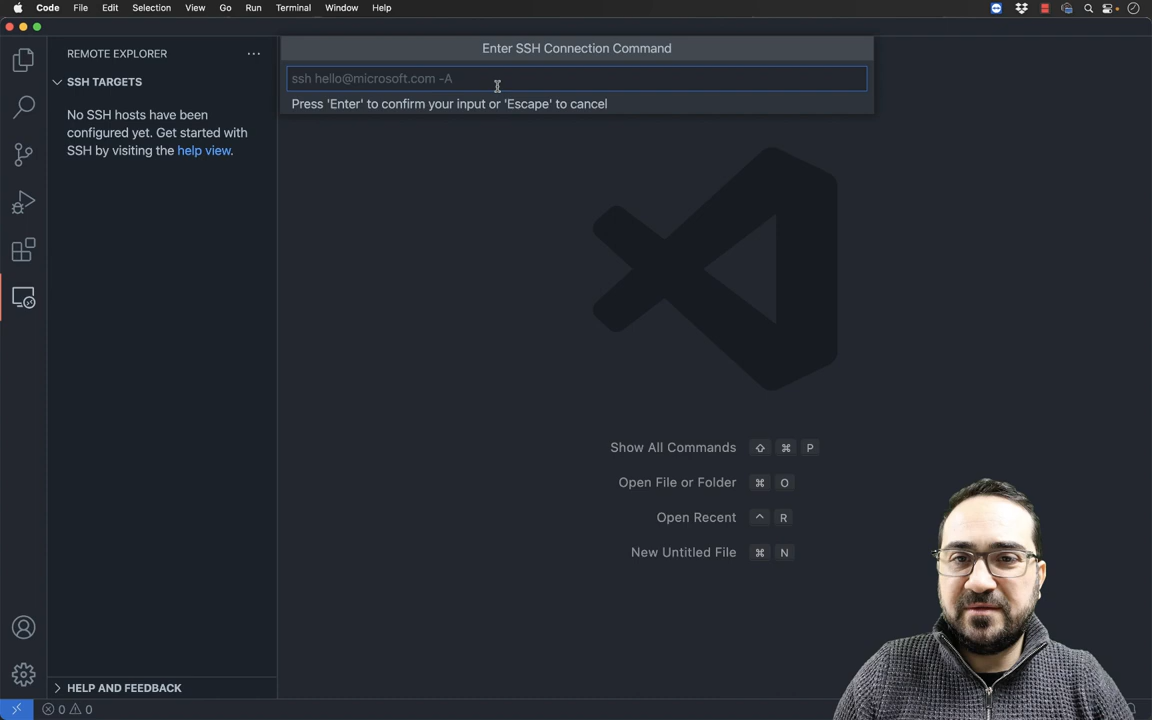 Code File Edit Selection View Go Run Terminal Window Help
REMOTE EXPLORER
SSH TARGETS
No SSH hosts have been
configured yet. Get started with
SSH by visiting the help view.
Enter SSH Connection Command
ssh hello@microsoft.com -A
Press 'Enter' to confirm your input or 'Escape' to cancel
Show All Commands ⇧ ⌘ P
Open File or Folder ⌘ O
Open Recent ^ R
New Untitled File ⌘ N
HELP AND FEEDBACK
0 0